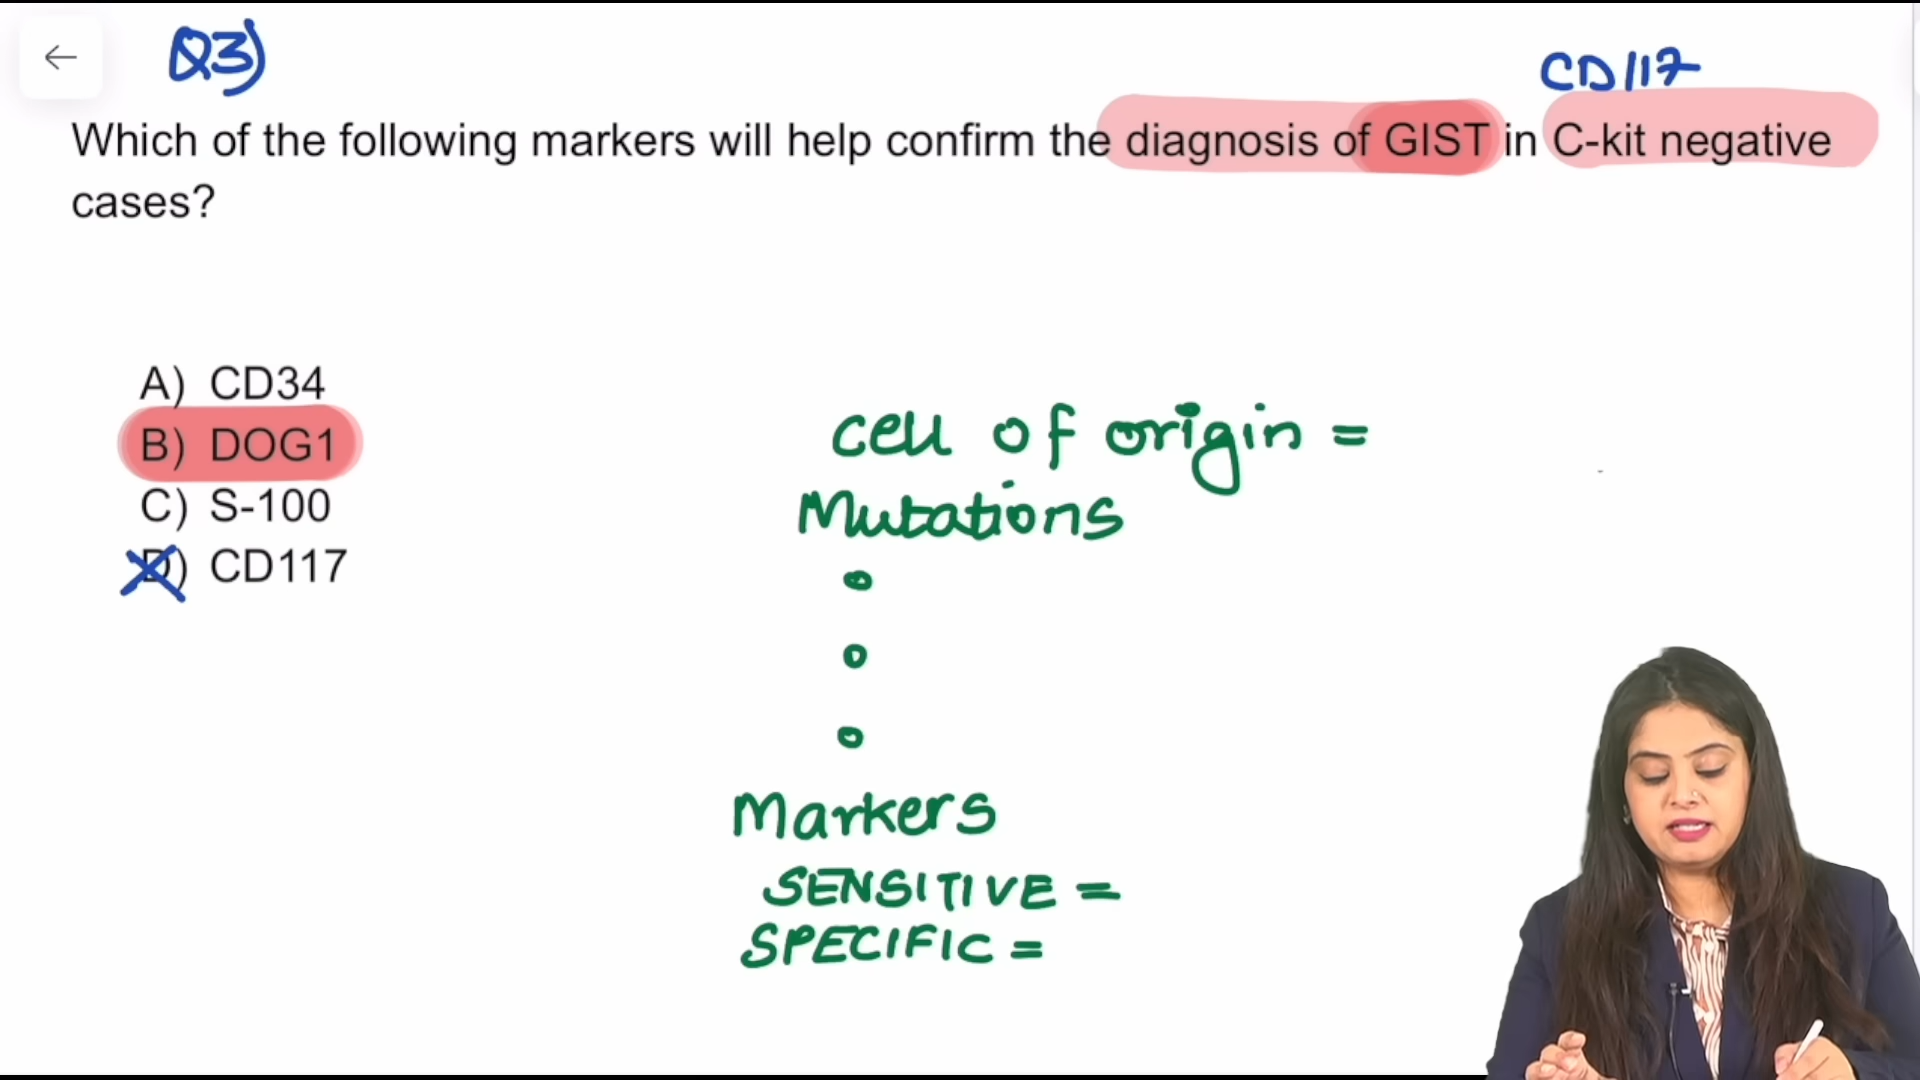 Q3)
CD117
Which of the following markers will help confirm the diagnosis of GIST in C-kit negative
cases?
A) CD34
B) DOG1
C) S-100
D) CD117
cell of origin =
Mutations
Markers
SENSITIVE =
SPECIFIC =